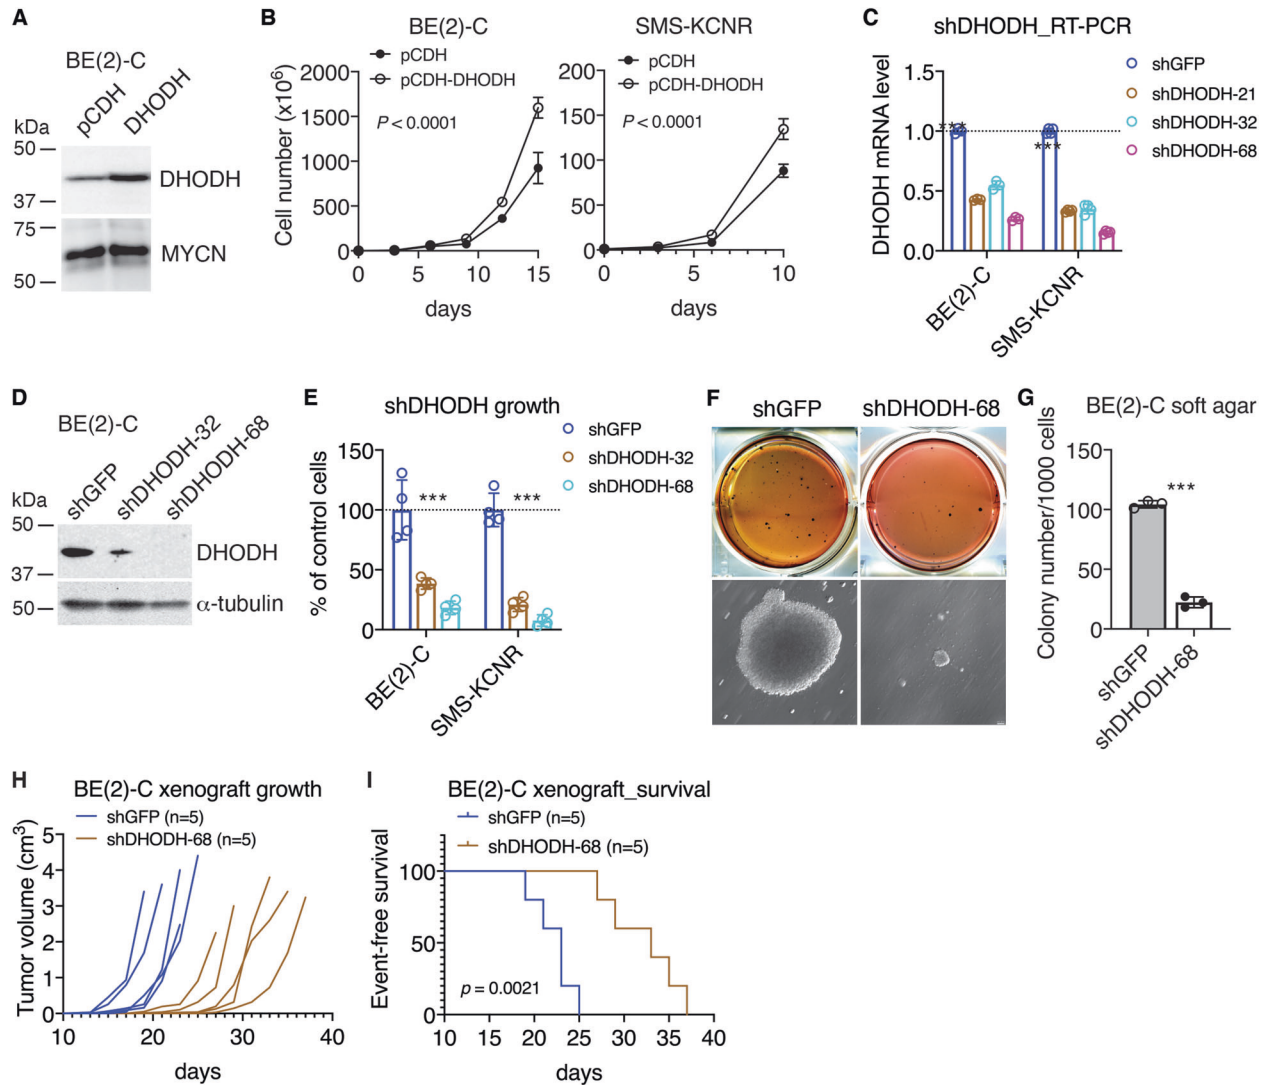 A
BE(2)-C
pCDH
DHODH
kDa
50
37
75
50
DHODH
MYCN
B
BE(2)-C
pCDH
pCDH-DHODH
P < 0.0001
Cell number (x10⁶)
2000
1500
1000
500
0
0
5
10
15
days
SMS-KCNR
pCDH
pCDH-DHODH
P < 0.0001
200
150
100
50
0
0
5
10
days
C
shDHODH_RT-PCR
DHODH mRNA level
1.5
1.0
0.5
0.0
***
***
BE(2)-C
SMS-KCNR
shGFP
shDHODH-21
shDHODH-32
shDHODH-68
D
BE(2)-C
shGFP
shDHODH-32
shDHODH-68
kDa
50
37
50
DHODH
α-tubulin
E
shDHODH growth
% of control cells
150
100
50
0
***
***
BE(2)-C
SMS-KCNR
shGFP
shDHODH-32
shDHODH-68
F
shGFP
shDHODH-68
G
BE(2)-C soft agar
Colony number/1000 cells
150
100
50
0
***
shGFP
shDHODH-68
H
BE(2)-C xenograft growth
shGFP (n=5)
shDHODH-68 (n=5)
Tumor volume (cm³)
5
4
3
2
1
0
10
20
30
40
days
I
BE(2)-C xenograft_survival
shGFP (n=5)
shDHODH-68 (n=5)
Event-free survival
100
50
0
p = 0.0021
10
15
20
25
30
35
40
days